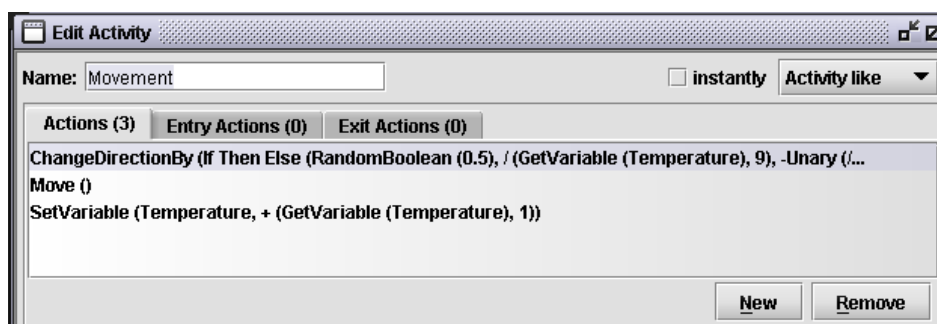 Edit Activity
Name: Movement instantly Activity like
Actions (3) Entry Actions (0) Exit Actions (0)
ChangeDirectionBy (If Then Else (RandomBoolean (0.5), / (GetVariable (Temperature), 9), -Unary (/...
Move ()
SetVariable (Temperature, + (GetVariable (Temperature), 1))
New Remove